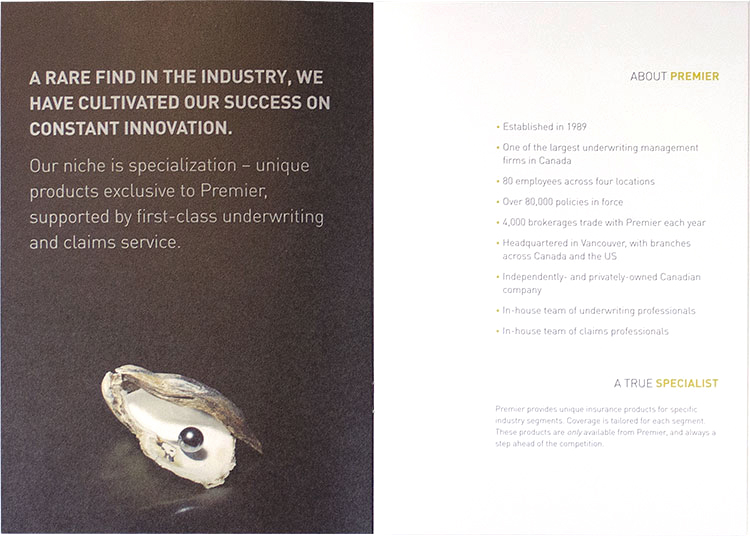 A RARE FIND IN THE INDUSTRY, WE
HAVE CULTIVATED OUR SUCCESS ON
CONSTANT INNOVATION.
Our niche is specialization – unique
products exclusive to Premier,
supported by first-class underwriting
and claims service.
ABOUT PREMIER
• Established in 1989
• One of the largest underwriting management
firms in Canada
• 80 employees across four locations
• Over 80,000 policies in force
• 4,000 brokerages trade with Premier each year
• Headquartered in Vancouver, with branches
across Canada and the US
• Independently- and privately-owned Canadian
company
• In-house team of underwriting professionals
• In-house team of claims professionals
A TRUE SPECIALIST
Premier provides unique insurance products for specific
industry segments. Coverage is tailored for each segment.
These products are only available from Premier, and always a
step ahead of the competition.